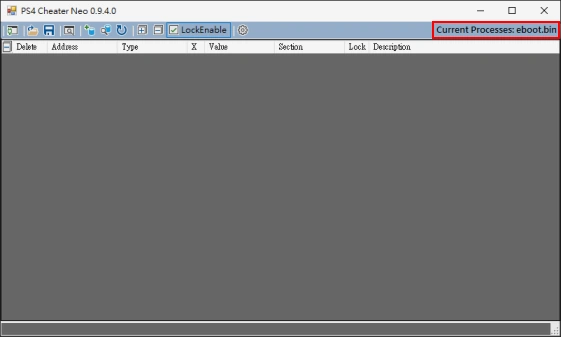 PS4 Cheater Neo 0.9.4.0
LockEnable
Current Processes: eboot.bin
Delete Address Type X Value Section Lock Description